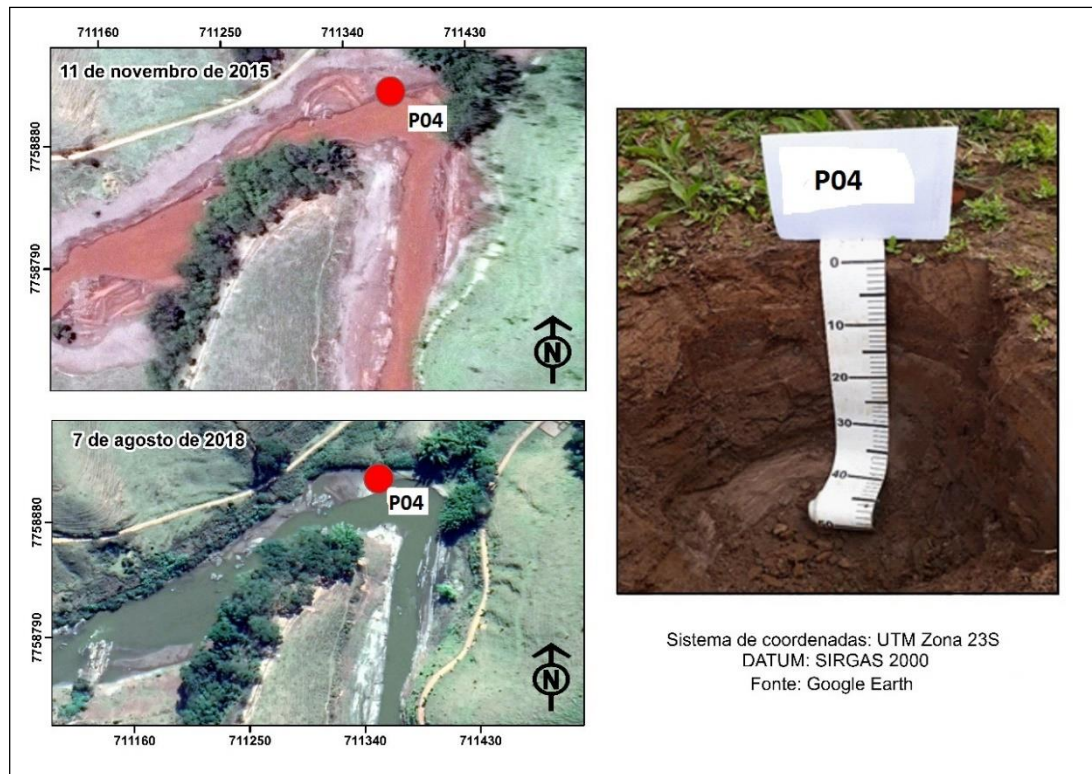 711160 711250 711340 711430
11 de novembro de 2015
P04
7758880
7758790
N
7 de agosto de 2018
P04
7758880
7758790
N
711160 711250 711340 711430
P04
0
10
20
30
40
50
Sistema de coordenadas: UTM Zona 23S
DATUM: SIRGAS 2000
Fonte: Google Earth